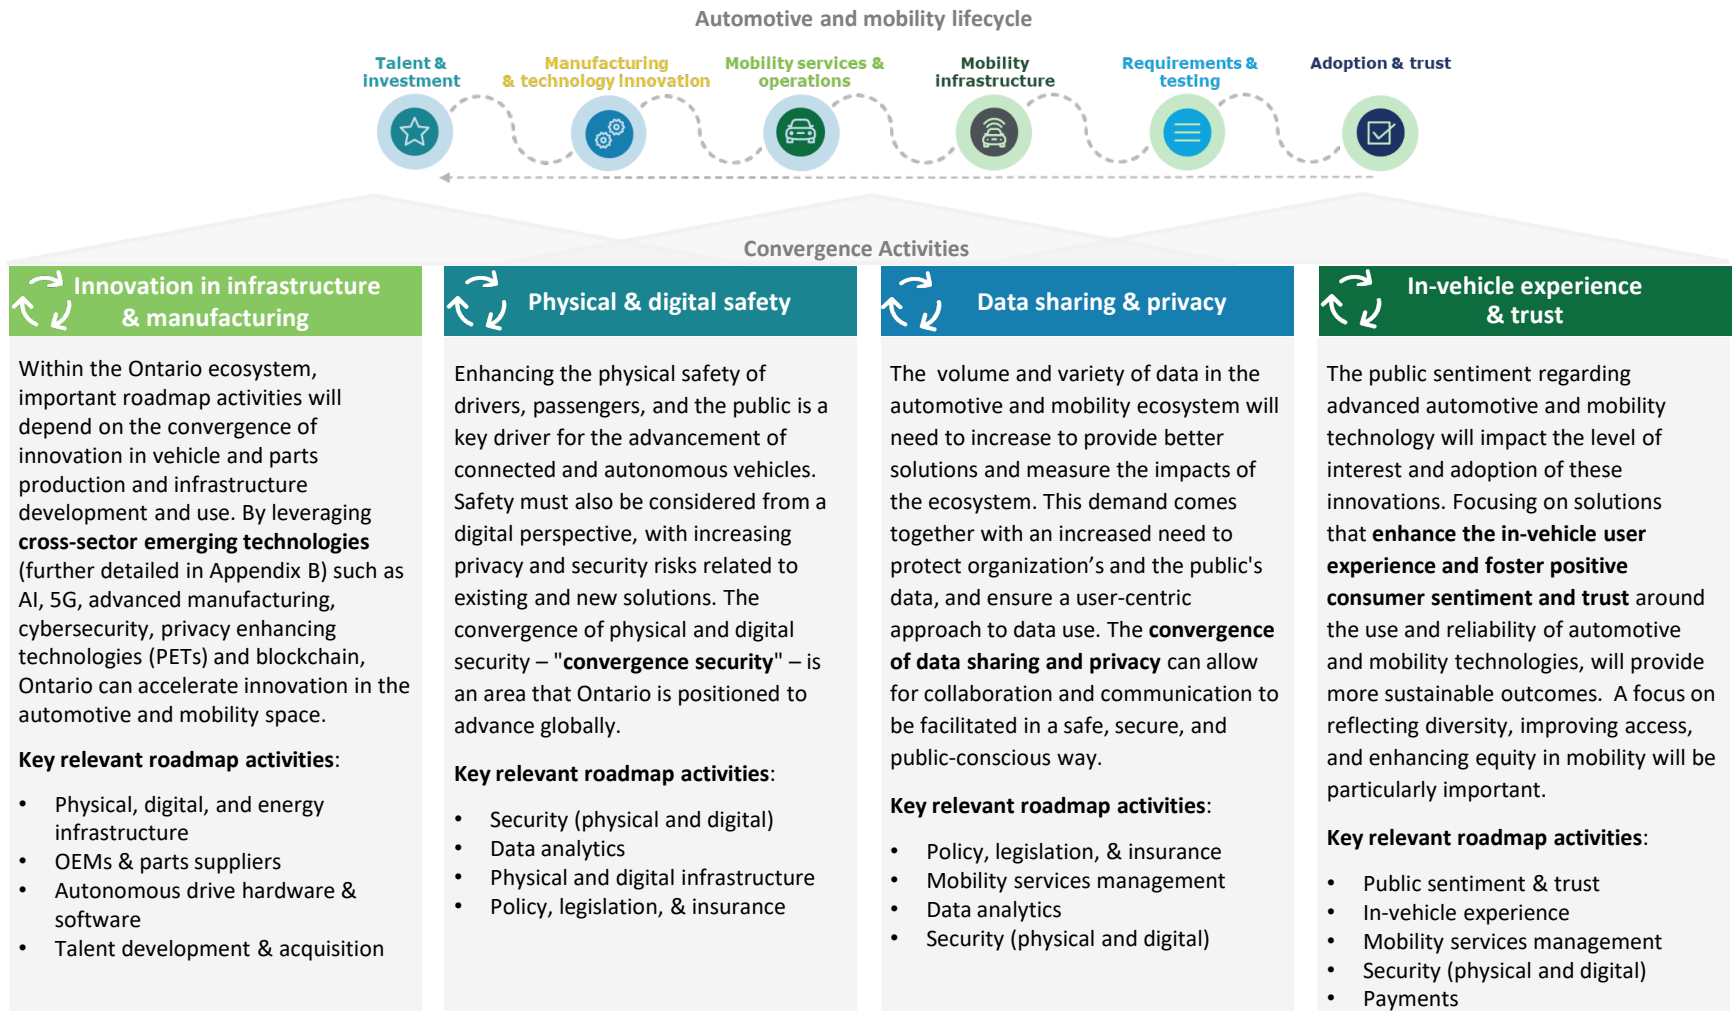 Automotive and mobility lifecycle
Talent &
investment
Manufacturing
& technology innovation
Mobility services &
operations
Mobility
infrastructure
Requirements &
testing
Adoption & trust
Convergence Activities
Innovation in infrastructure
& manufacturing
Within the Ontario ecosystem,
important roadmap activities will
depend on the convergence of
innovation in vehicle and parts
production and infrastructure
development and use. By leveraging
cross-sector emerging technologies
(further detailed in Appendix B) such as
AI, 5G, advanced manufacturing,
cybersecurity, privacy enhancing
technologies (PETs) and blockchain,
Ontario can accelerate innovation in the
automotive and mobility space.
Key relevant roadmap activities:
• Physical, digital, and energy
infrastructure
• OEMs & parts suppliers
• Autonomous drive hardware &
software
• Talent development & acquisition
Physical & digital safety
Enhancing the physical safety of
drivers, passengers, and the public is a
key driver for the advancement of
connected and autonomous vehicles.
Safety must also be considered from a
digital perspective, with increasing
privacy and security risks related to
existing and new solutions. The
convergence of physical and digital
security – "convergence security" – is
an area that Ontario is positioned to
advance globally.
Key relevant roadmap activities:
• Security (physical and digital)
• Data analytics
• Physical and digital infrastructure
• Policy, legislation, & insurance
Data sharing & privacy
The  volume and variety of data in the
automotive and mobility ecosystem will
need to increase to provide better
solutions and measure the impacts of
the ecosystem. This demand comes
together with an increased need to
protect organization’s and the public's
data, and ensure a user-centric
approach to data use. The convergence
of data sharing and privacy can allow
for collaboration and communication to
be facilitated in a safe, secure, and
public-conscious way.
Key relevant roadmap activities:
• Policy, legislation, & insurance
• Mobility services management
• Data analytics
• Security (physical and digital)
In-vehicle experience
& trust
The public sentiment regarding
advanced automotive and mobility
technology will impact the level of
interest and adoption of these
innovations. Focusing on solutions
that enhance the in-vehicle user
experience and foster positive
consumer sentiment and trust around
the use and reliability of automotive
and mobility technologies, will provide
more sustainable outcomes.  A focus on
reflecting diversity, improving access,
and enhancing equity in mobility will be
particularly important.
Key relevant roadmap activities:
• Public sentiment & trust
• In-vehicle experience
• Mobility services management
• Security (physical and digital)
• Payments